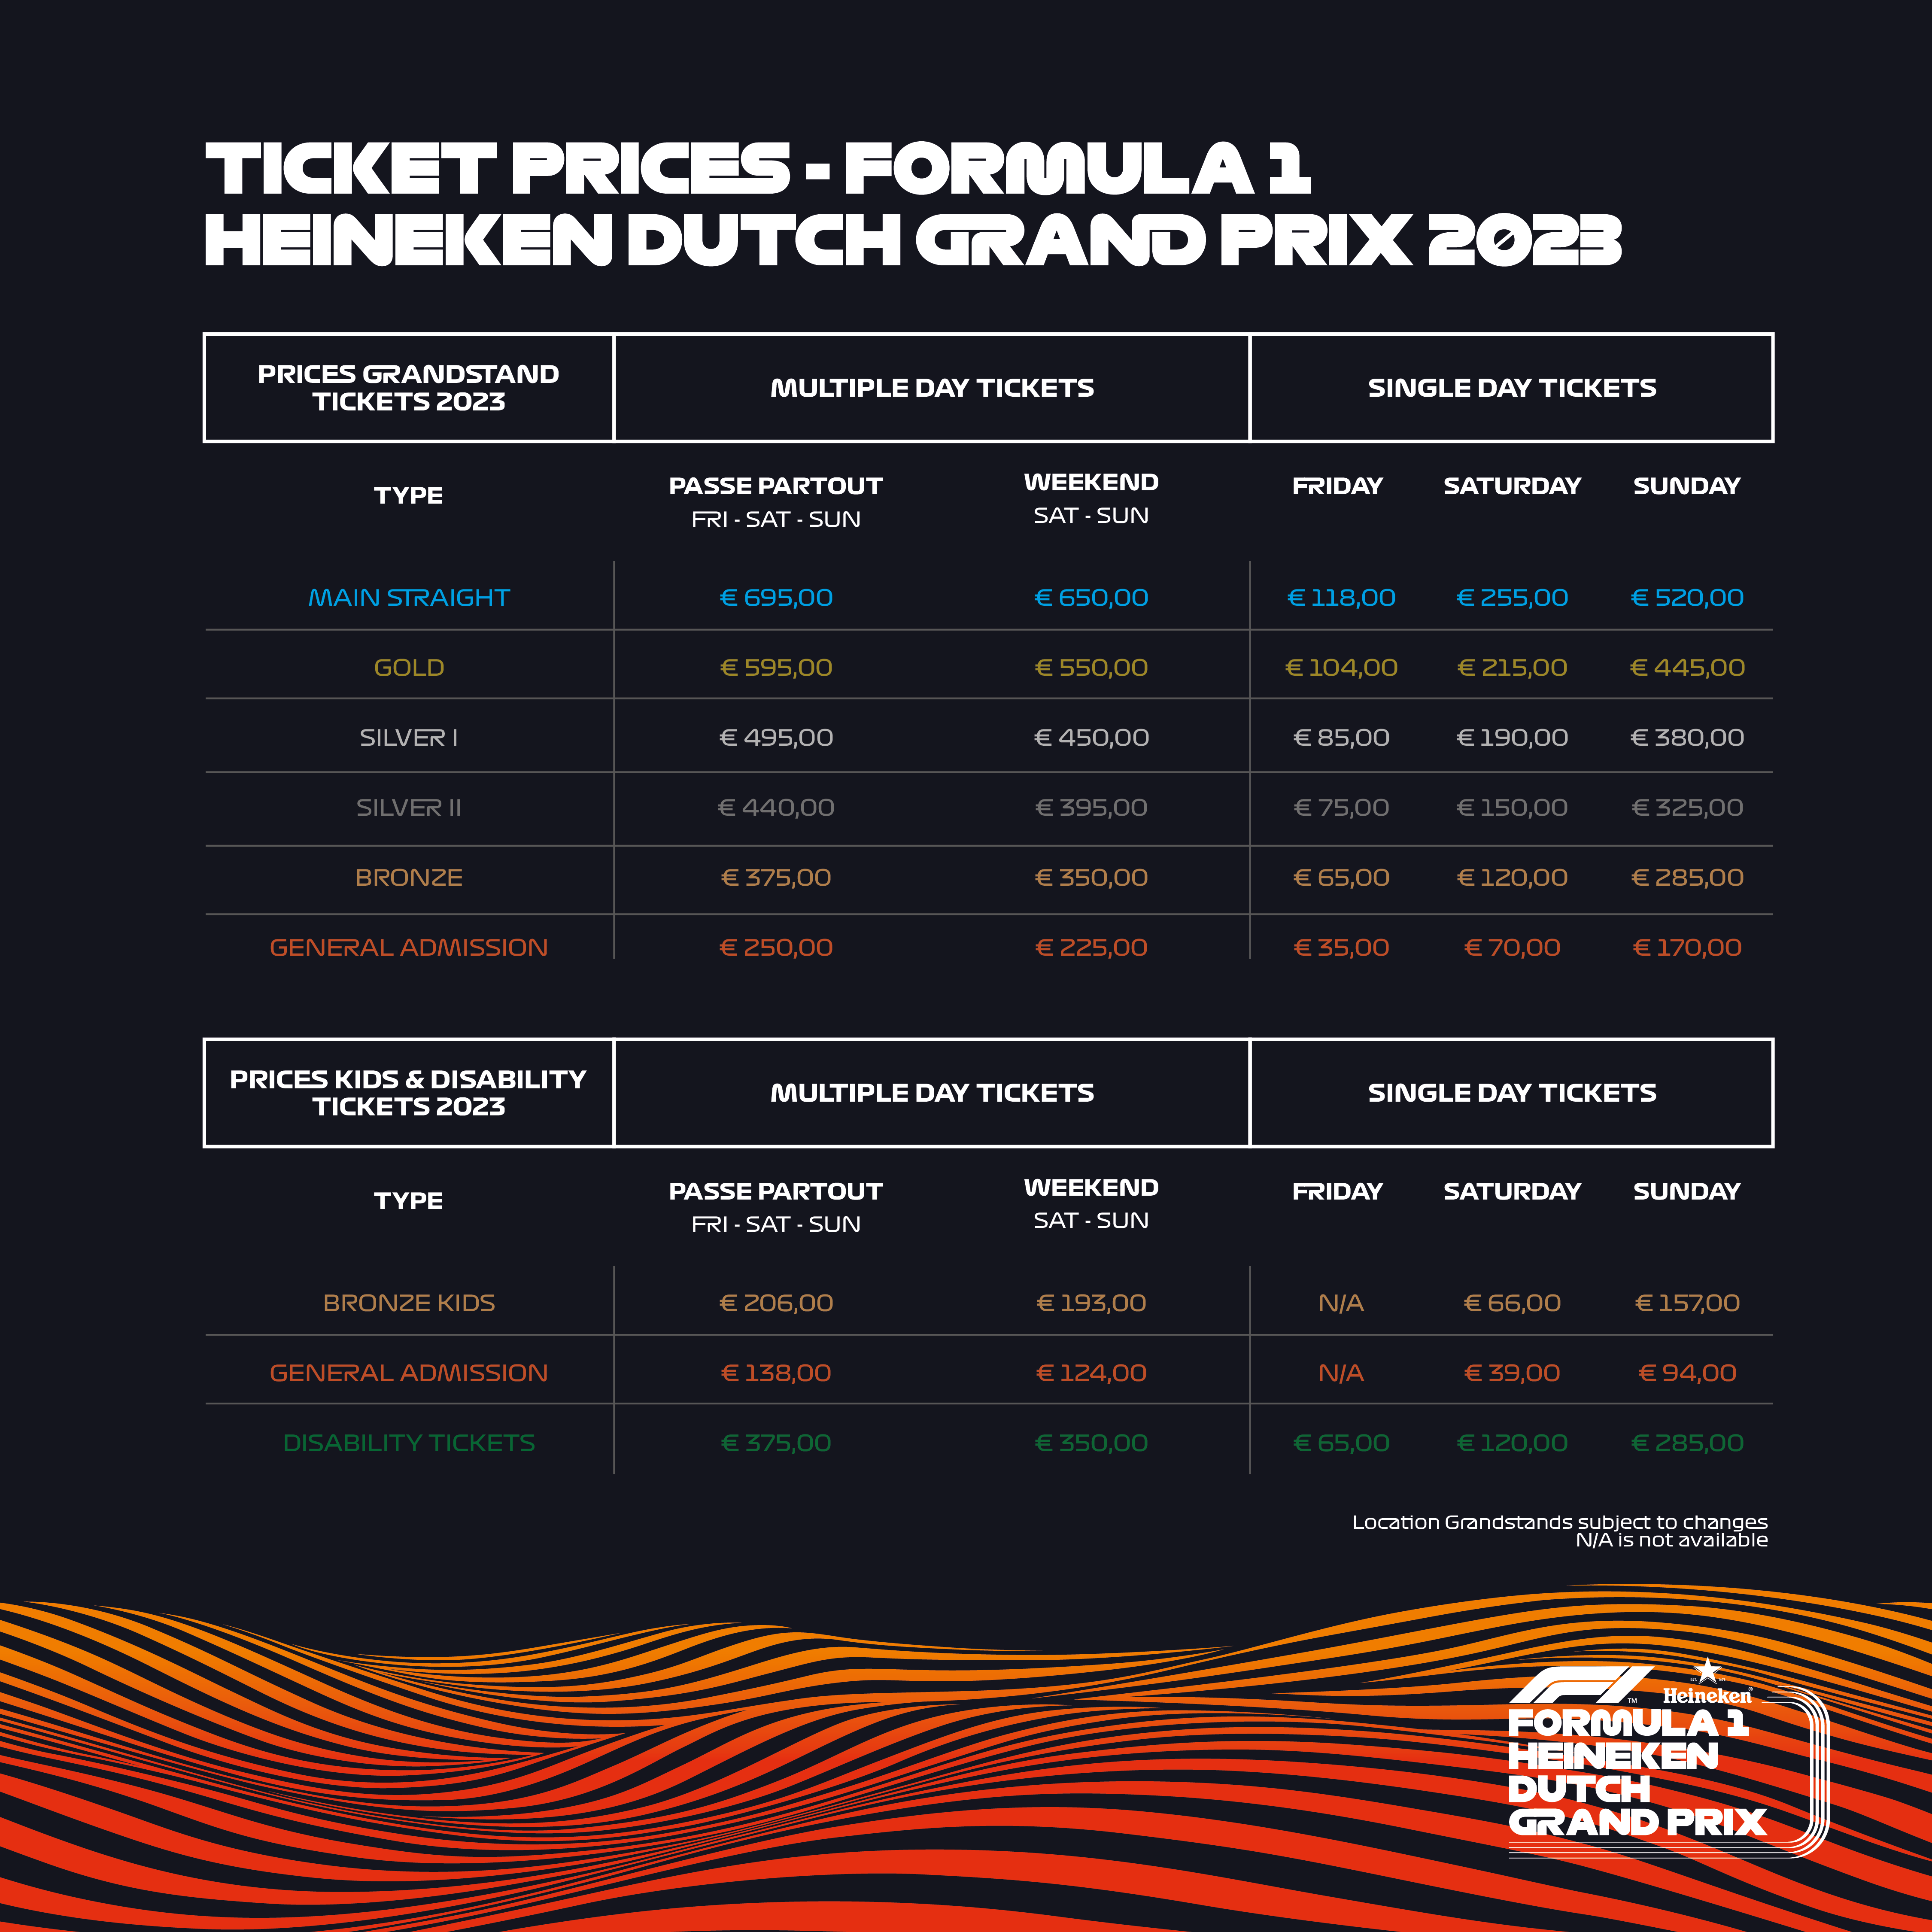 TICKET PRICES - FORMULA 1
HEINEKEN DUTCH GRAND PRIX 2023
PRICES GRANDSTAND
TICKETS 2023
MULTIPLE DAY TICKETS
SINGLE DAY TICKETS
TYPE
PASSE PARTOUT
FRI - SAT - SUN
WEEKEND
SAT - SUN
FRIDAY
SATURDAY
SUNDAY
MAIN STRAIGHT € 695,00 € 650,00 € 118,00 € 255,00 € 520,00
GOLD € 595,00 € 550,00 € 104,00 € 215,00 € 445,00
SILVER I € 495,00 € 450,00 € 85,00 € 190,00 € 380,00
SILVER II € 440,00 € 395,00 € 75,00 € 150,00 € 325,00
BRONZE € 375,00 € 350,00 € 65,00 € 120,00 € 285,00
GENERAL ADMISSION € 250,00 € 225,00 € 35,00 € 70,00 € 170,00
PRICES KIDS & DISABILITY
TICKETS 2023
MULTIPLE DAY TICKETS
SINGLE DAY TICKETS
TYPE
PASSE PARTOUT
FRI - SAT - SUN
WEEKEND
SAT - SUN
FRIDAY
SATURDAY
SUNDAY
BRONZE KIDS € 206,00 € 193,00 N/A € 66,00 € 157,00
GENERAL ADMISSION € 138,00 € 124,00 N/A € 39,00 € 94,00
DISABILITY TICKETS € 375,00 € 350,00 € 65,00 € 120,00 € 285,00
Location Grandstands subject to changes
N/A is not available
F1 ™ Heineken®
FORMULA 1
HEINEKEN
DUTCH
GRAND PRIX